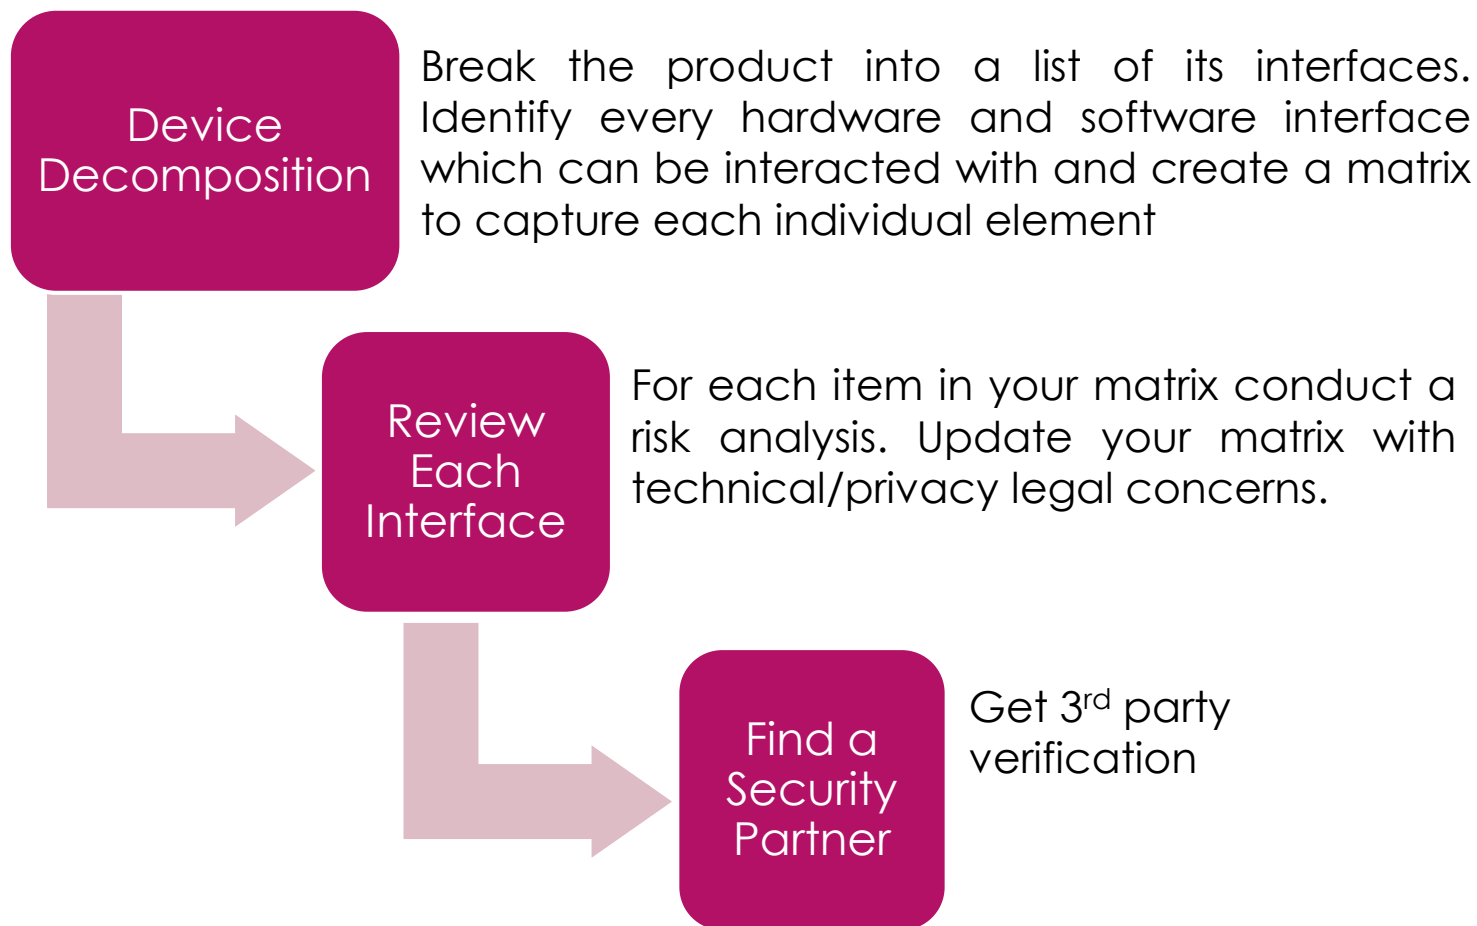 Device
Decomposition
Break the product into a list of its interfaces.
Identify every hardware and software interface
which can be interacted with and create a matrix
to capture each individual element
Review
Each
Interface
For each item in your matrix conduct a
risk analysis. Update your matrix with
technical/privacy legal concerns.
Find a
Security
Partner
Get 3rd party
verification